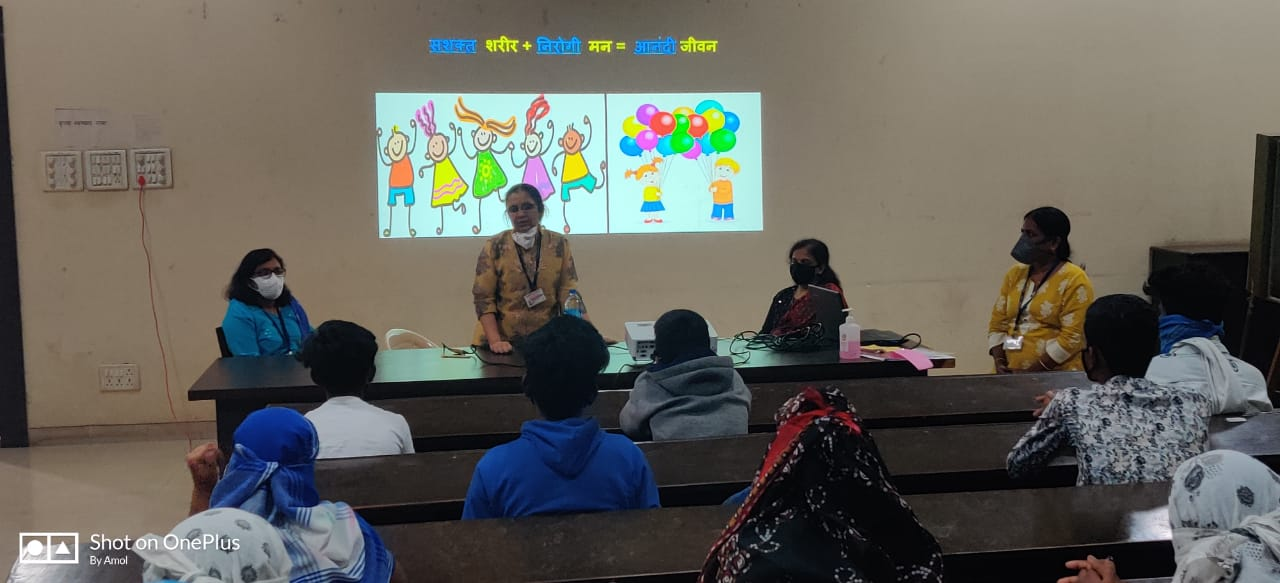 सशक्त शरीर + निरोगी मन = आनंदी जीवन
Shot on OnePlus
By Amol